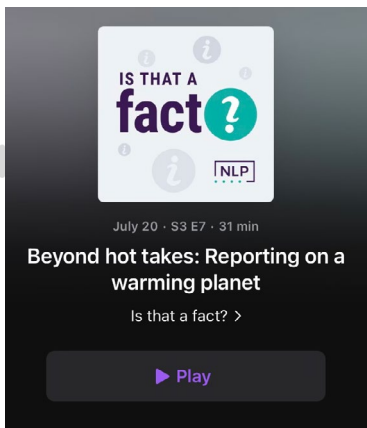 IS THAT A
fact?
NLP
July 20 · S3 E7 · 31 min
Beyond hot takes: Reporting on a
warming planet
Is that a fact? >
Play